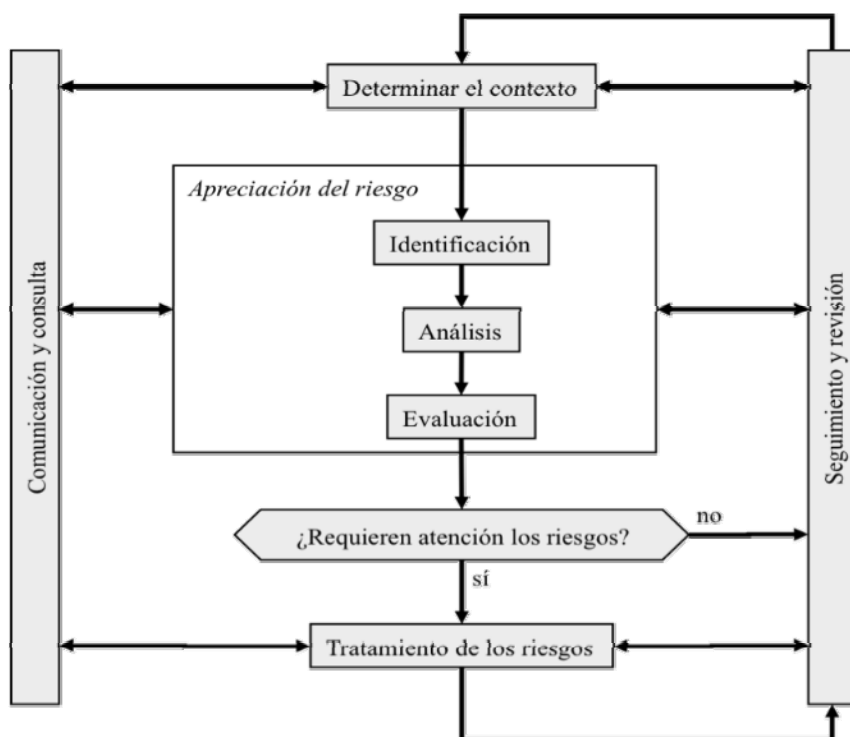 Determinar el contexto
Apreciación del riesgo
Identificación
Análisis
Evaluación
Comunicación y consulta
Seguimiento y revisión
¿Requieren atención los riesgos?
no
sí
Tratamiento de los riesgos